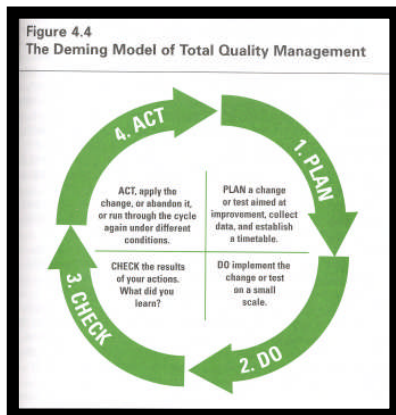 Figure 4.4
The Deming Model of Total Quality Management
4. ACT
1. PLAN
ACT, apply the
change, or abandon it,
or run through the cycle
again under different
conditions.
PLAN a change
or test aimed at
improvement, collect
data, and establish
a timetable.
CHECK the results
of your actions.
What did you
learn?
DO implement the
change or test
on a small
scale.
3. CHECK
2. DO